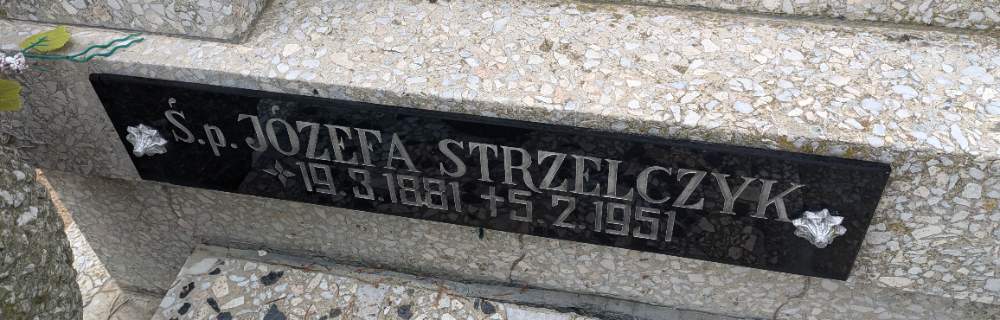 Ś.p. JÓZEFA STRZELCZYK
19.3.1881 +5.2.1951